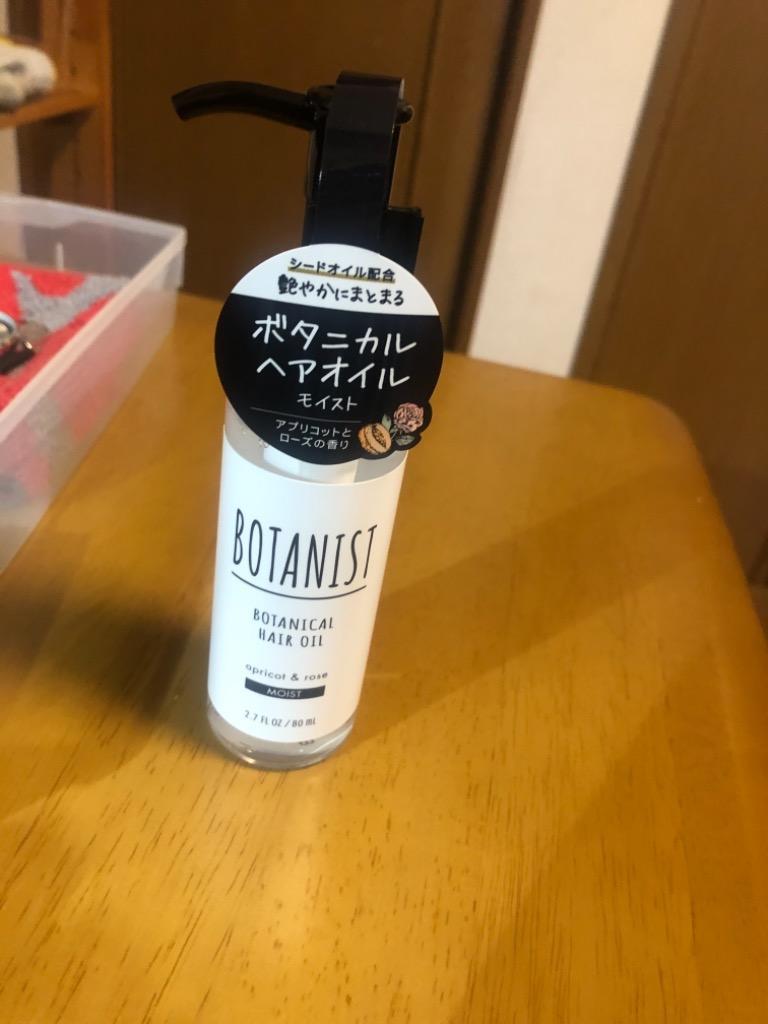 シードオイル配合
艶やかにまとまる
ボタニカル
ヘアオイル
モイスト
アプリコットと
ローズの香り
BOTANIST
BOTANICAL
HAIR OIL
apricot & rose
MOIST
2.7 FL OZ / 80 mL